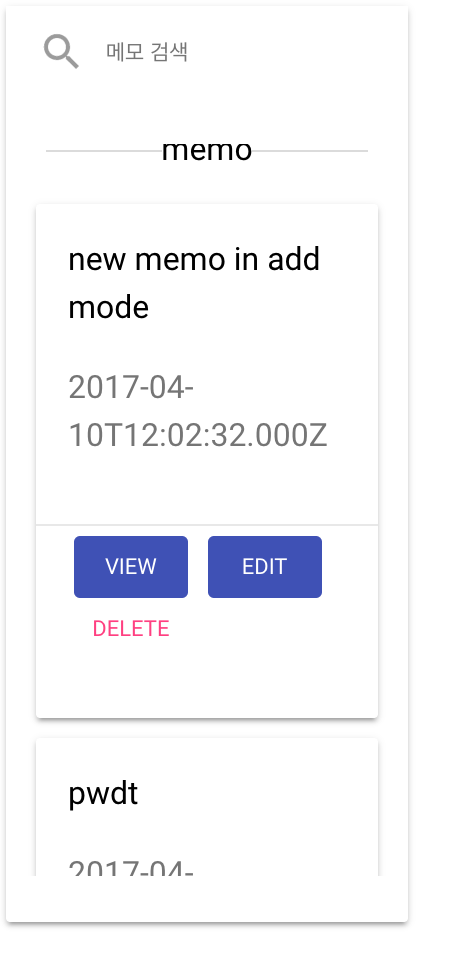 메모 검색
memo
new memo in add
mode
2017-04-
10T12:02:32.000Z
VIEW EDIT
DELETE
pwdt
2017-04-